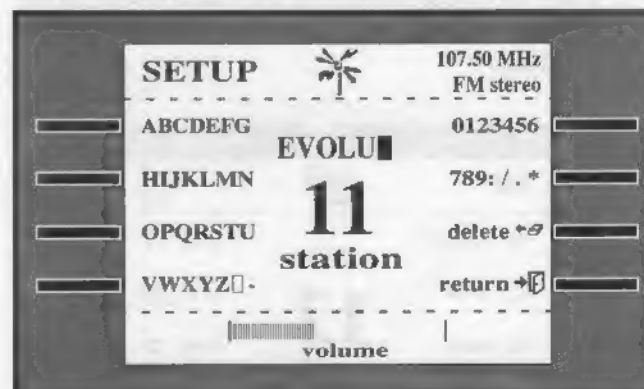 SETUP
107.50 MHz
FM stereo
ABCDEFG
0123456
EVOLU
HIJKLMN
789: / . *
11
OPQRSTU
delete
station
VWXYZ▯-
return
volume